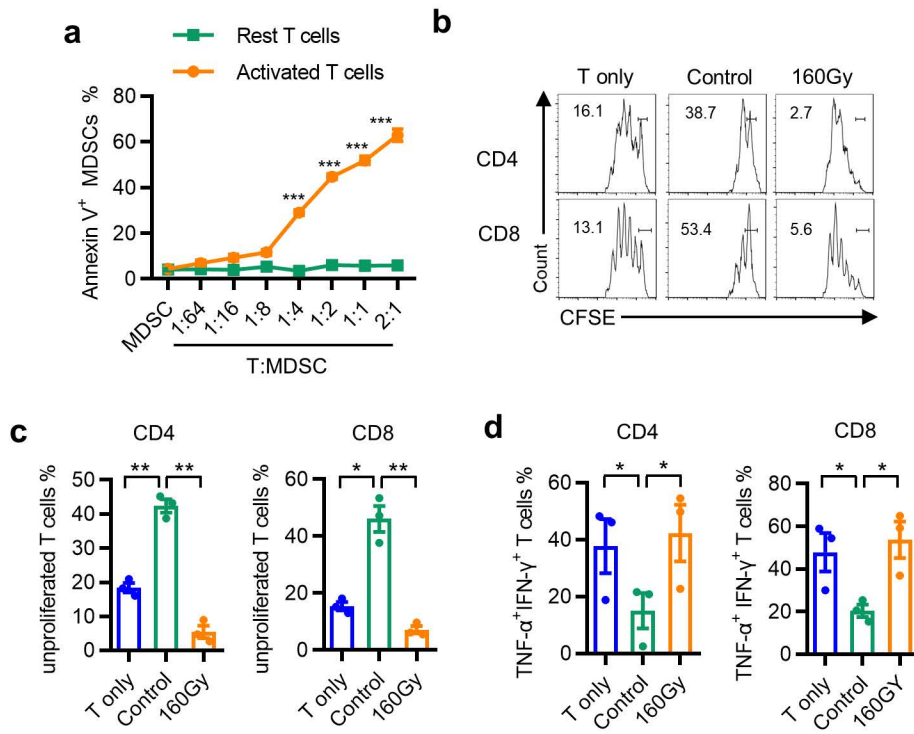 a
Rest T cells
Activated T cells
Annexin V⁺ MDSCs %
80
60
40
20
0
***
***
***
***
MDSC
1:64
1:16
1:8
1:4
1:2
1:1
2:1
T:MDSC
b
T only Control 160Gy
CD4
16.1 38.7 2.7
CD8
13.1 53.4 5.6
Count
CFSE
c
CD4
unproliferated T cells %
50
40
30
20
10
0
** **
T only
Control
160Gy
CD8
unproliferated T cells %
60
40
20
0
* **
T only
Control
160Gy
d
CD4
TNF-α⁺IFN-γ⁺ T cells %
60
40
20
0
* *
T only
Control
160Gy
CD8
TNF-α⁺IFN-γ⁺ T cells %
80
60
40
20
0
* *
T only
Control
160GY